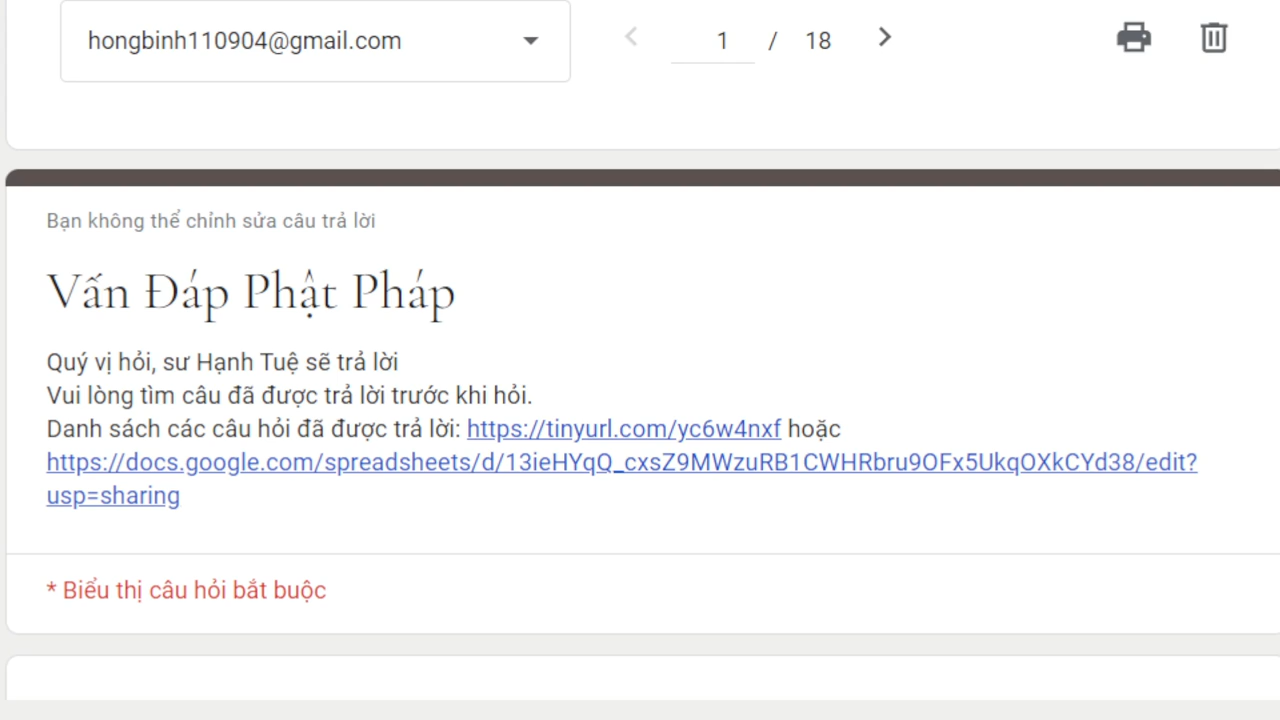 hongbinh110904@gmail.com 1 / 18
Bạn không thể chỉnh sửa câu trả lời
Vấn Đáp Phật Pháp
Quý vị hỏi, sư Hạnh Tuệ sẽ trả lời
Vui lòng tìm câu đã được trả lời trước khi hỏi.
Danh sách các câu hỏi đã được trả lời: https://tinyurl.com/yc6w4nxf hoặc
https://docs.google.com/spreadsheets/d/13ieHYqQ_cxsZ9MWzuRB1CWHRbru9OFx5UkqOXkCYd38/edit?
usp=sharing
* Biểu thị câu hỏi bắt buộc